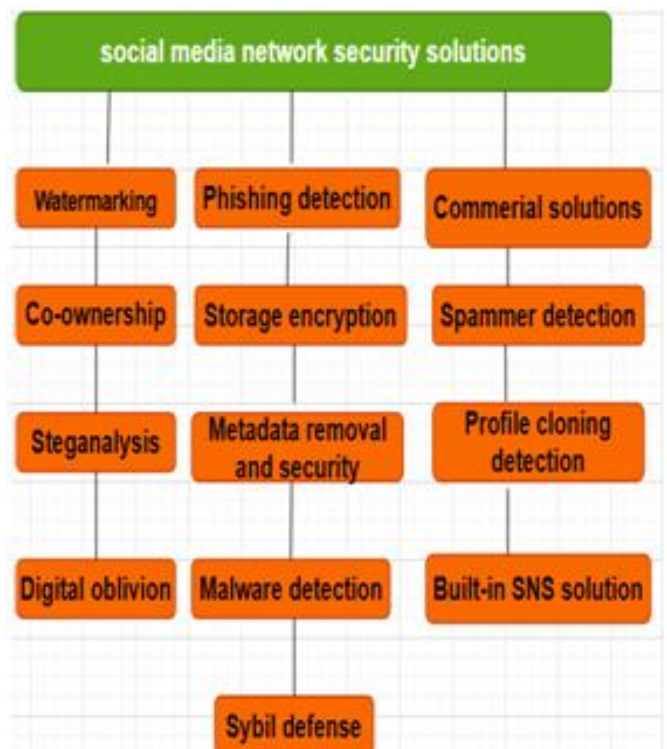 social media network security solutions
Watermarking
Phishing detection
Commerial solutions
Co-ownership
Storage encryption
Spammer detection
Steganalysis
Metadata removal
and security
Profile cloning
detection
Digital oblivion
Malware detection
Built-in SNS solution
Sybil defense